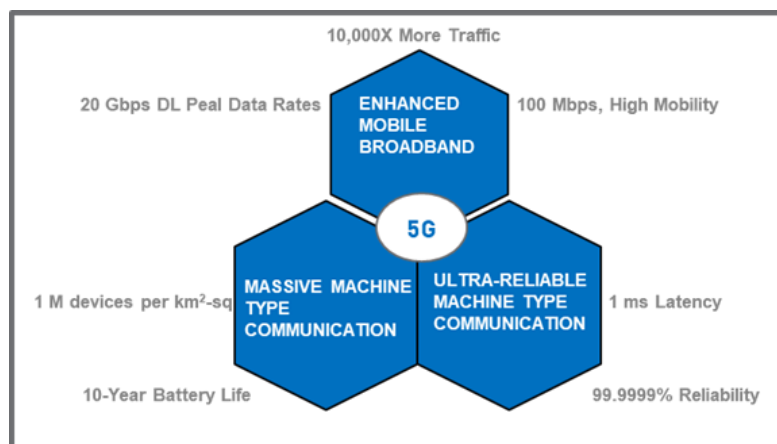 10,000X More Traffic
20 Gbps DL Peal Data Rates
ENHANCED
MOBILE
BROADBAND
100 Mbps, High Mobility
5G
1 M devices per km²-sq
MASSIVE MACHINE
TYPE
COMMUNICATION
ULTRA-RELIABLE
MACHINE TYPE
COMMUNICATION
1 ms Latency
10-Year Battery Life
99.9999% Reliability